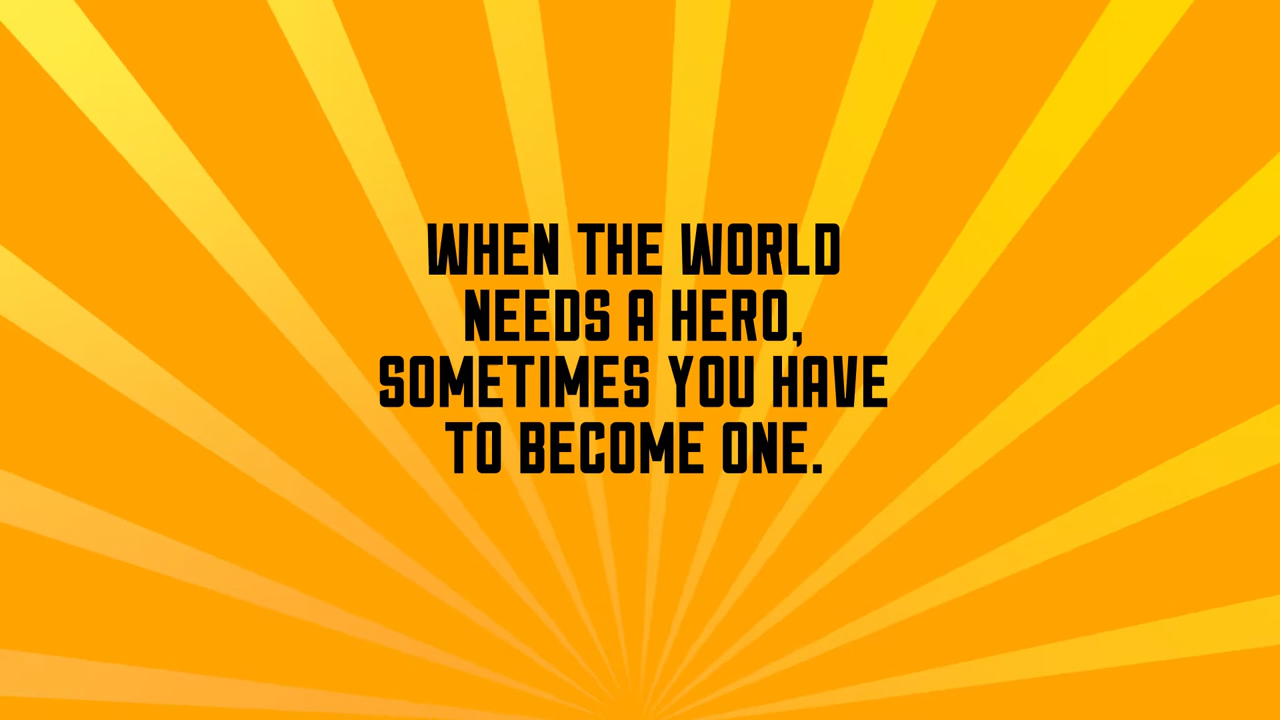 WHEN THE WORLD
NEEDS A HERO,
SOMETIMES YOU HAVE
TO BECOME ONE.